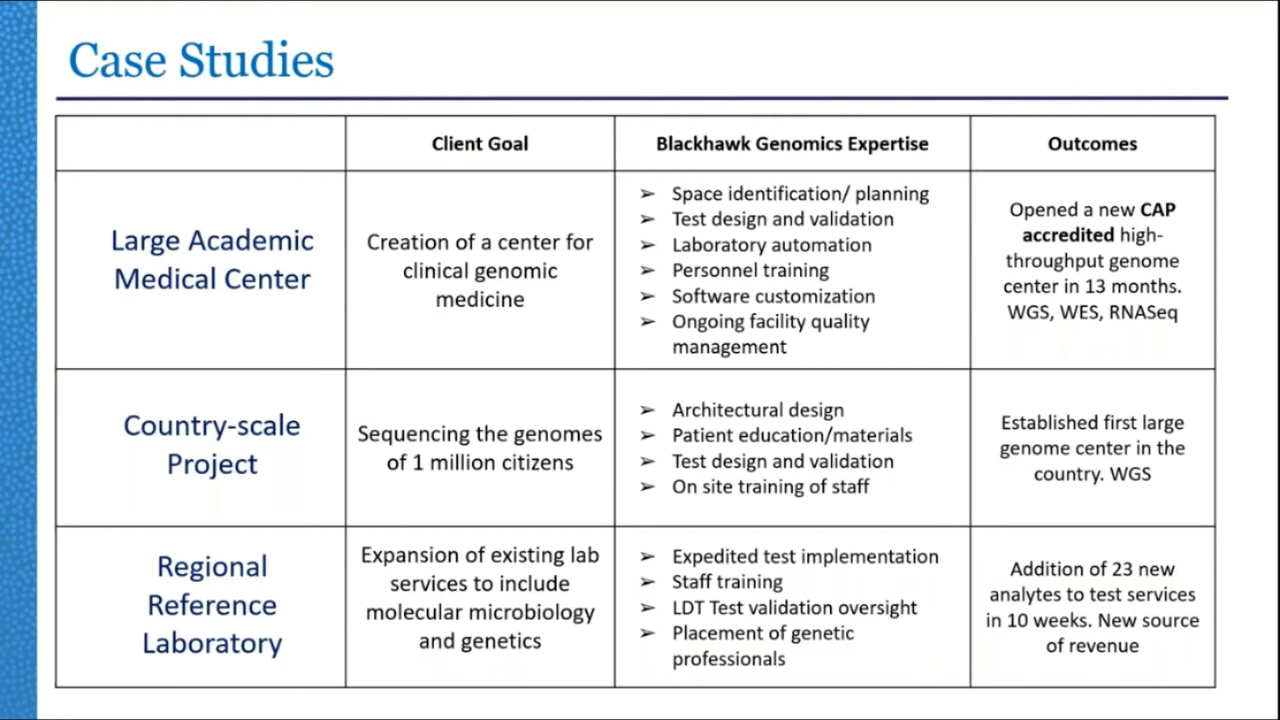 Case Studies
Client Goal
Blackhawk Genomics Expertise
Outcomes
Large Academic
Medical Center
Creation of a center for
clinical genomic
medicine
➢ Space identification/ planning
➢ Test design and validation
➢ Laboratory automation
➢ Personnel training
➢ Software customization
➢ Ongoing facility quality
management
Opened a new CAP
accredited high-
throughput genome
center in 13 months.
WGS, WES, RNASeq
Country-scale
Project
Sequencing the genomes
of 1 million citizens
➢ Architectural design
➢ Patient education/materials
➢ Test design and validation
➢ On site training of staff
Established first large
genome center in the
country. WGS
Regional
Reference
Laboratory
Expansion of existing lab
services to include
molecular microbiology
and genetics
➢ Expedited test implementation
➢ Staff training
➢ LDT Test validation oversight
➢ Placement of genetic
professionals
Addition of 23 new
analytes to test services
in 10 weeks. New source
of revenue